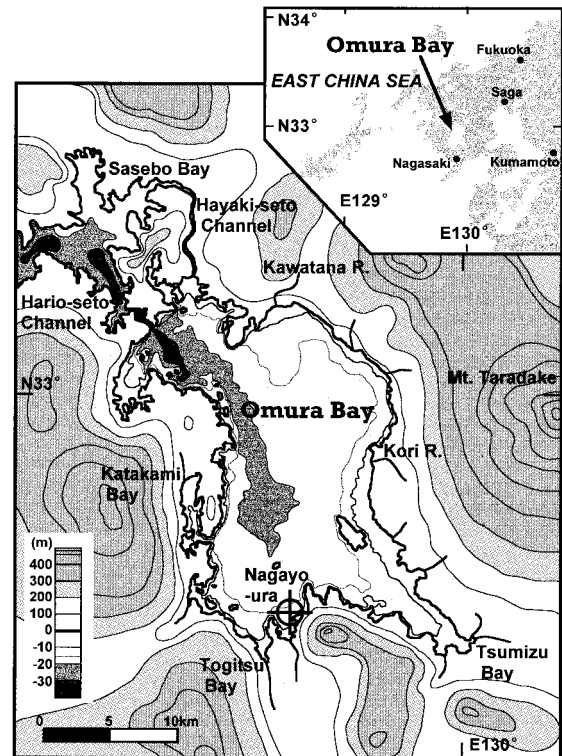 N34°
Omura Bay
Fukuoka
EAST CHINA SEA
Saga
N33°
Nagasaki
Kumamoto
E129°
E130°
Sasebo Bay
Hayaki-seto
Channel
Kawatana R.
Hario-seto
Channel
N33°
Mt. Taradake
Omura Bay
Kori R.
Katakami
Bay
(m)
400
300
200
100
0
-10
-20
-30
Nagayo
-ura
Togitsu
Bay
Tsumizu
Bay
0 5 10km
E130°